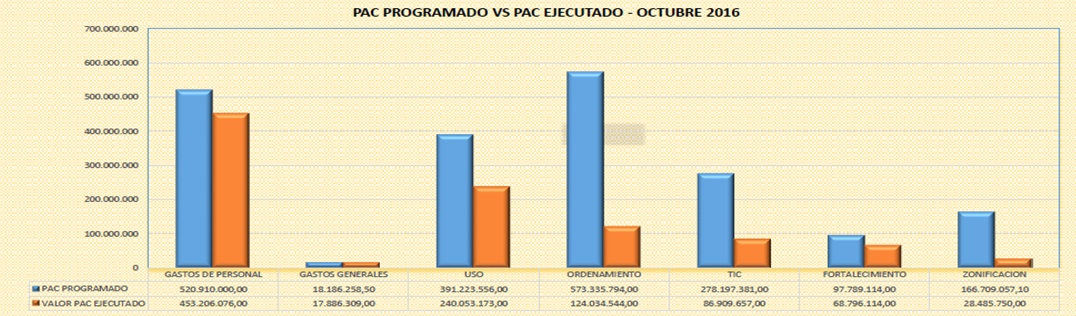 PAC PROGRAMADO VS PAC EJECUTADO - OCTUBRE 2016
700.000.000
600.000.000
500.000.000
400.000.000
300.000.000
200.000.000
100.000.000
0
GASTOS DE PERSONAL GASTOS GENERALES USO ORDENAMIENTO TIC FORTALECIMIENTO ZONIFICACION
PAC PROGRAMADO 520.910.000,00 18.186.258,50 391.223.556,00 573.335.794,00 278.197.381,00 97.789.114,00 166.709.057,10
VALOR PAC EJECUTADO 453.206.076,00 17.886.309,00 240.053.173,00 124.034.544,00 86.909.657,00 68.796.114,00 28.485.750,00